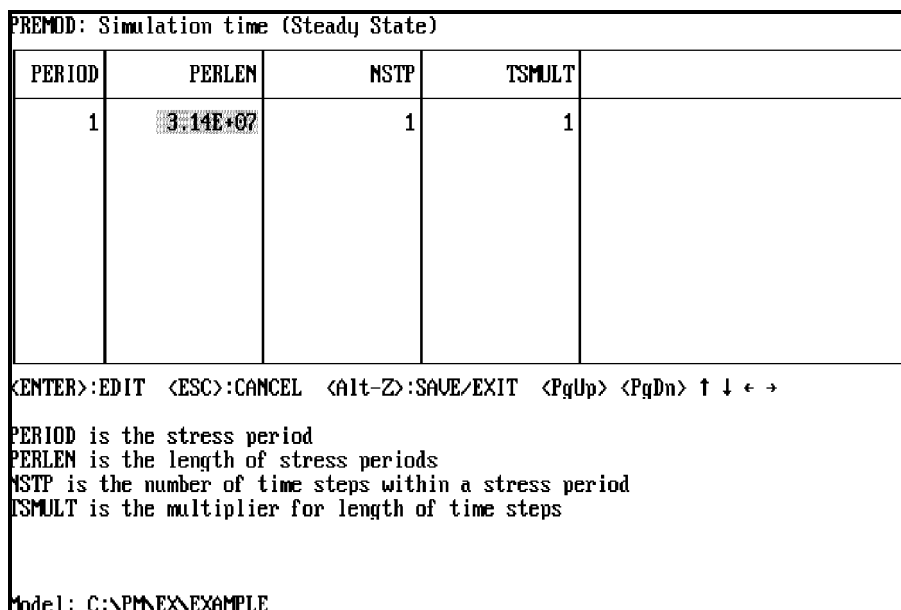 PREMOD: Simulation time (Steady State)
PERIOD PERLEN NSTP TSMULT
1 3.14E+07 1 1
<ENTER>:EDIT <ESC>:CANCEL <Alt-Z>:SAVE/EXIT <PgUp> <PgDn> ↑ ↓ ← →
PERIOD is the stress period
PERLEN is the length of stress periods
NSTP is the number of time steps within a stress period
TSMULT is the multiplier for length of time steps
Model: C:\PM\EX\EXAMPLE